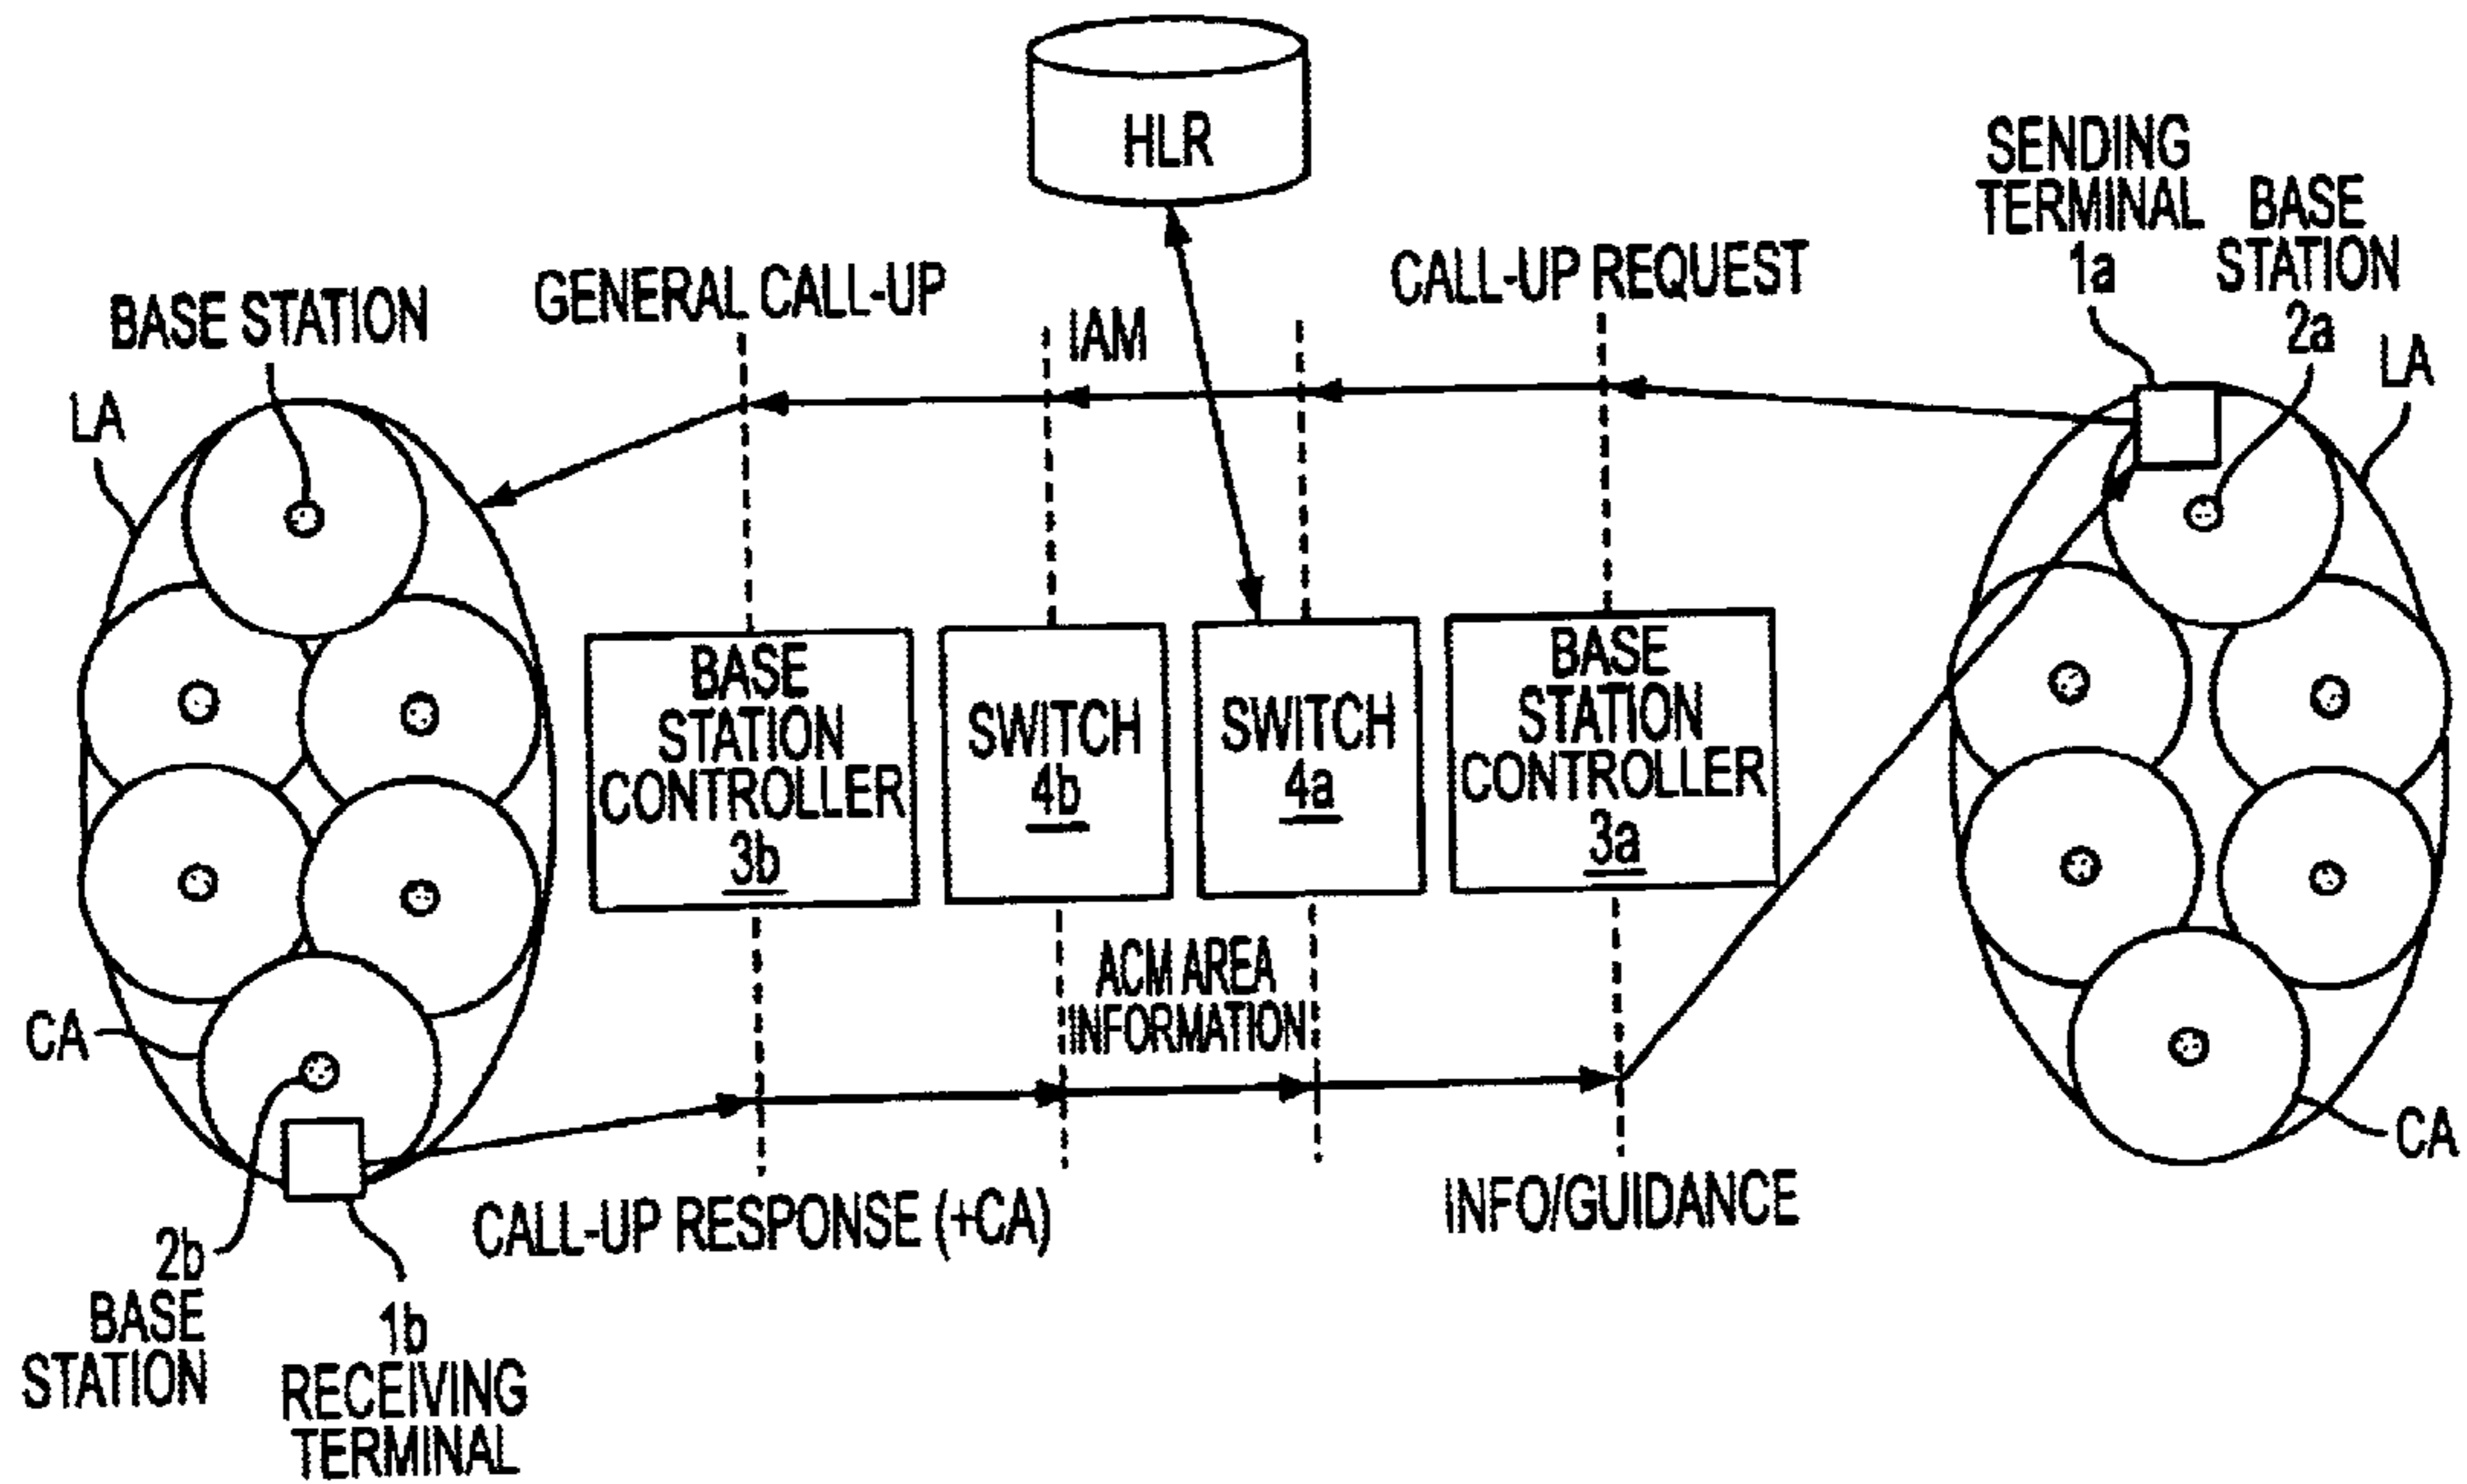 HLR
SENDING
TERMINAL
1a
BASE
STATION
2a
LA
CALL-UP REQUEST
GENERAL CALL-UP
IAM
BASE STATION
LA
BASE
STATION
CONTROLLER
3b
SWITCH
4b
SWITCH
4a
BASE
STATION
CONTROLLER
3a
ACM AREA
INFORMATION
CA
CA
CALL-UP RESPONSE (+CA)
INFO/GUIDANCE
2b
BASE
STATION
1b
RECEIVING
TERMINAL